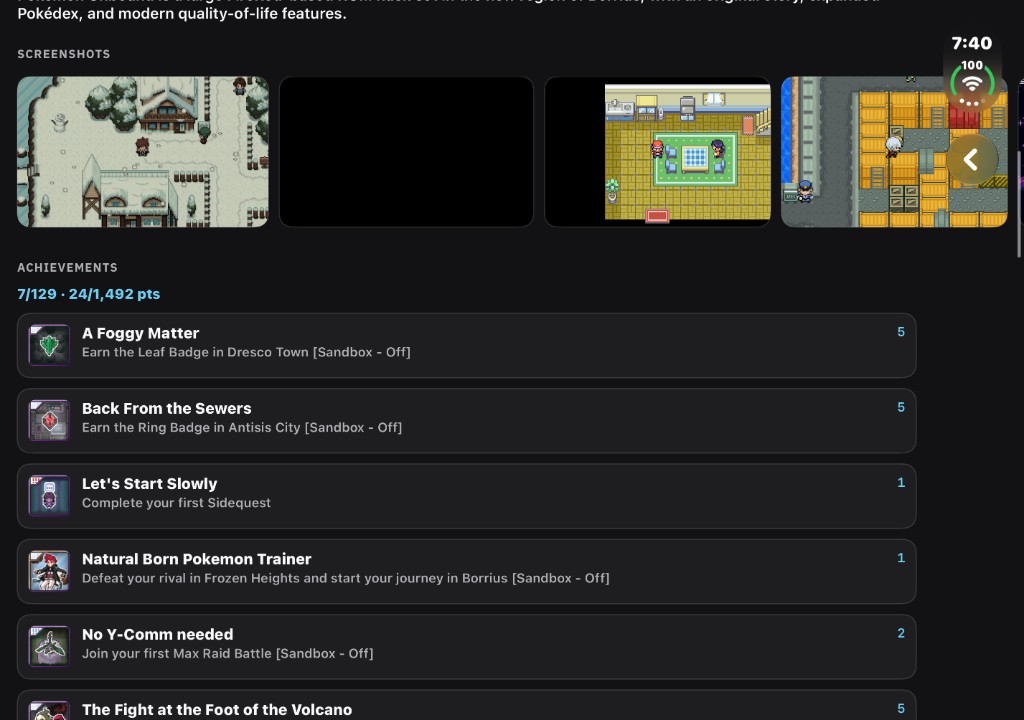 Pokédex, and modern quality-of-life features.
SCREENSHOTS
7:40
100
ACHIEVEMENTS
7/129 · 24/1,492 pts
A Foggy Matter
5
Earn the Leaf Badge in Dresco Town [Sandbox - Off]
Back From the Sewers
5
Earn the Ring Badge in Antisis City [Sandbox - Off]
Let's Start Slowly
1
Complete your first Sidequest
Natural Born Pokemon Trainer
1
Defeat your rival in Frozen Heights and start your journey in Borrius [Sandbox - Off]
No Y-Comm needed
2
Join your first Max Raid Battle [Sandbox - Off]
The Fight at the Foot of the Volcano
5